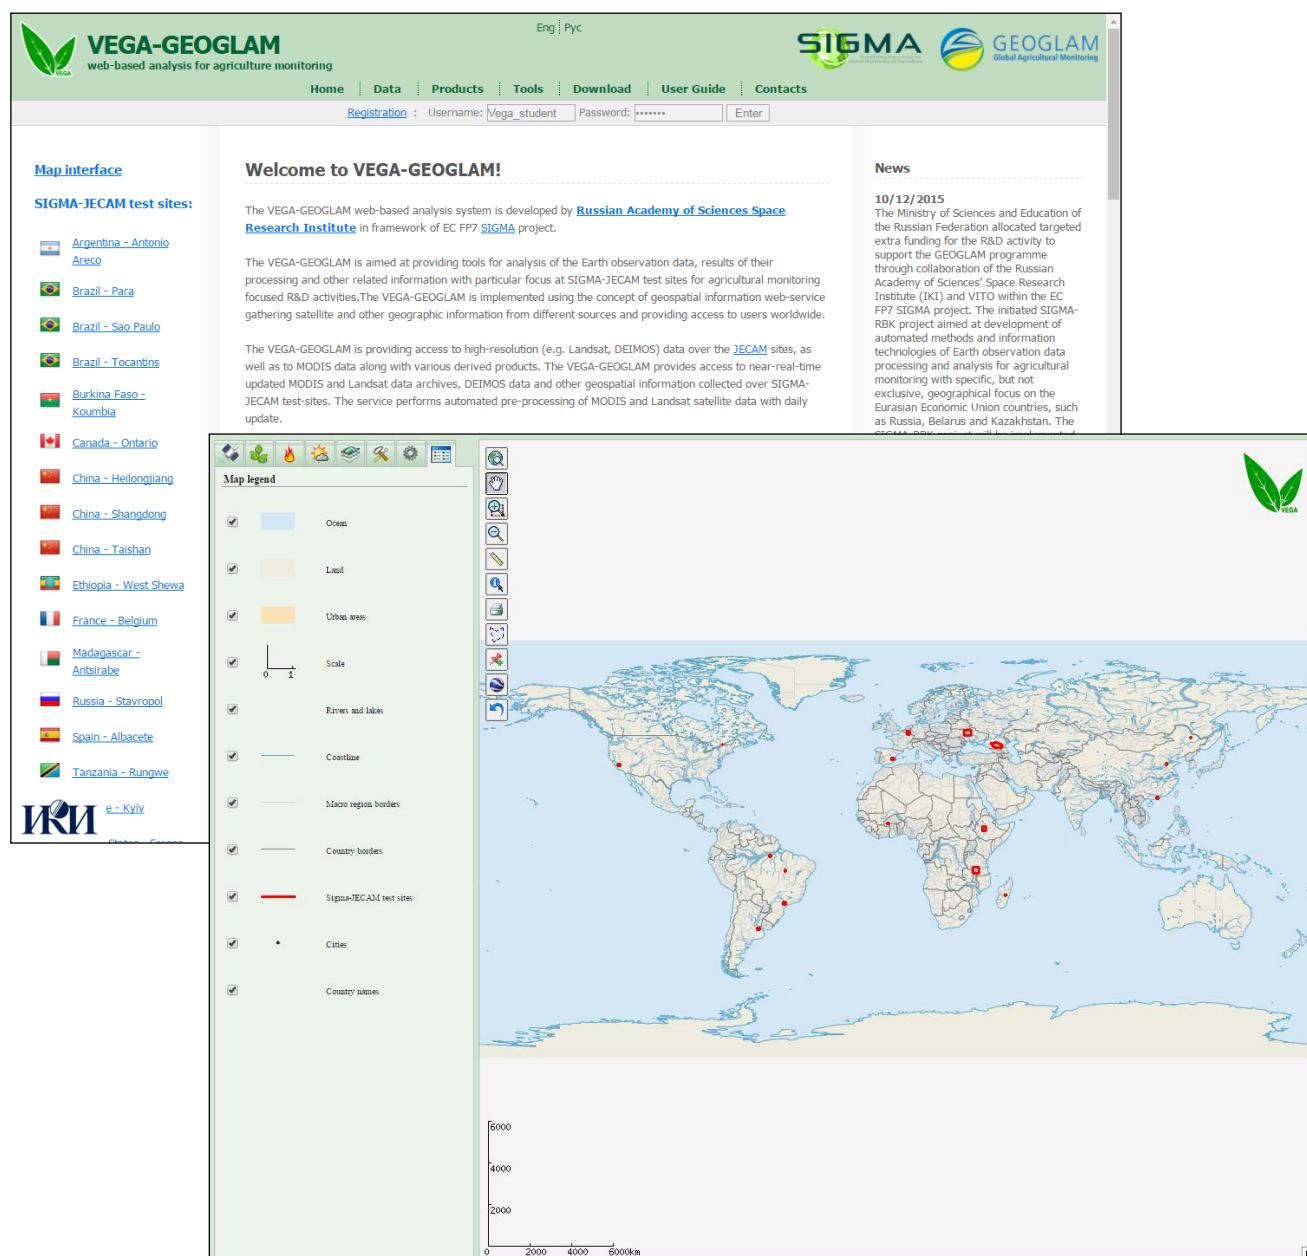 VEGA-GEOGLAM
web-based analysis for agriculture monitoring
VEGA
Eng Рус
SIGMA
GEOGLAM
Global Agricultural Monitoring
Home Data Products Tools Download User Guide Contacts
Registration : Username: Vega_student Password: ••••••• Enter
Map interface
SIGMA-JECAM test sites:
Argentina - Antonio
Areco
Brazil - Para
Brazil - Sao Paulo
Brazil - Tocantins
Burkina Faso -
Koumbia
Canada - Ontario
China - Heilongjiang
China - Shangdong
China - Taishan
Ethiopia - West Shewa
France - Belgium
Madagascar -
Antsirabe
Russia - Stavropol
Spain - Albacete
Tanzania - Rungwe
e - Kyiv
ИКИ
Welcome to VEGA-GEOGLAM!
The VEGA-GEOGLAM web-based analysis system is developed by Russian Academy of Sciences Space
Research Institute in framework of EC FP7 SIGMA project.
The VEGA-GEOGLAM is aimed at providing tools for analysis of the Earth observation data, results of their
processing and other related information with particular focus at SIGMA-JECAM test sites for agricultural monitoring
focused R&D activities.The VEGA-GEOGLAM is implemented using the concept of geospatial information web-service
gathering satellite and other geographic information from different sources and providing access to users worldwide.
The VEGA-GEOGLAM is providing access to high-resolution (e.g. Landsat, DEIMOS) data over the JECAM sites, as
well as to MODIS data along with various derived products. The VEGA-GEOGLAM provides access to near-real-time
updated MODIS and Landsat data archives, DEIMOS data and other geospatial information collected over SIGMA-
JECAM test-sites. The service performs automated pre-processing of MODIS and Landsat satellite data with daily
update.
News
10/12/2015
The Ministry of Sciences and Education of
the Russian Federation allocated targeted
extra funding for the R&D activity to
support the GEOGLAM programme
through collaboration of the Russian
Academy of Sciences' Space Research
Institute (IKI) and VITO within the EC
FP7 SIGMA project. The initiated SIGMA-
RBK project aimed at development of
automated methods and information
technologies of Earth observation data
processing and analysis for agricultural
monitoring with specific, but not
exclusive, geographical focus on the
Eurasian Economic Union countries, such
as Russia, Belarus and Kazakhstan. The
SIGMA-RBK project will be implemented
Map legend
Ocean
Land
Urban areas
Scale
0 1
Rivers and lakes
Coastline
Macro region borders
Country borders
Sigma-JECAM test sites
Cities
Country names
VEGA
6000
4000
2000
0 2000 4000 6000km